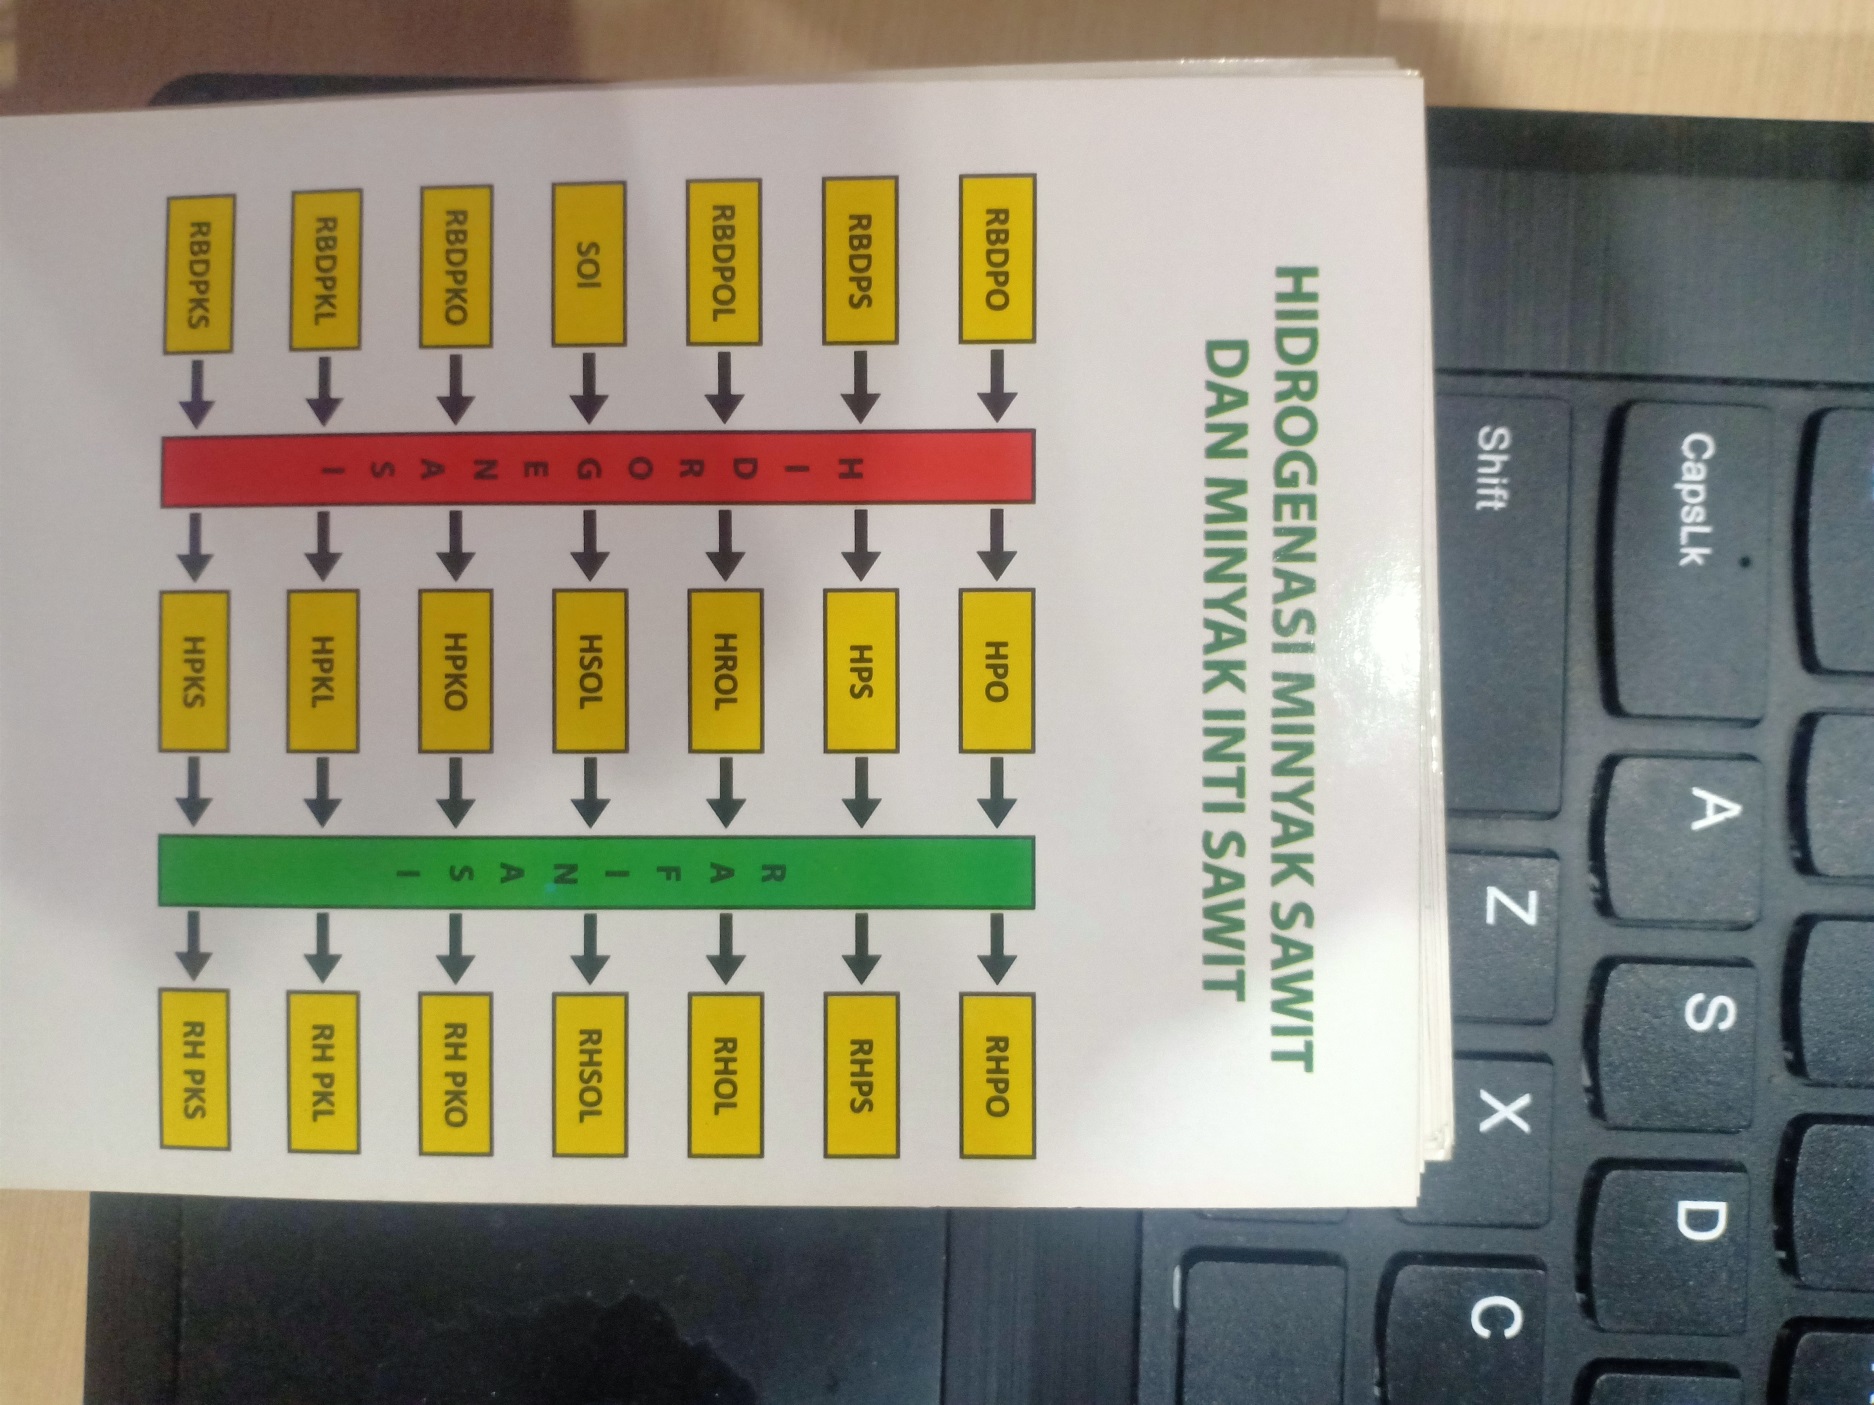 HIDROGENASI MINYAK SAWIT
DAN MINYAK INTI SAWIT
RBDPO
HPO
RHPO
RBDPS
HPS
RHPS
RBDPOL
HROL
RHOL
SOI
HSOL
RHSOL
RBDPKO
HPKO
RH PKO
RBDPKL
HPKL
RH PKL
RBDPKS
HPKS
RH PKS
HIDROGENASI
RAFINASI
CapsLk
A
S
D
Shift
Z
X
C